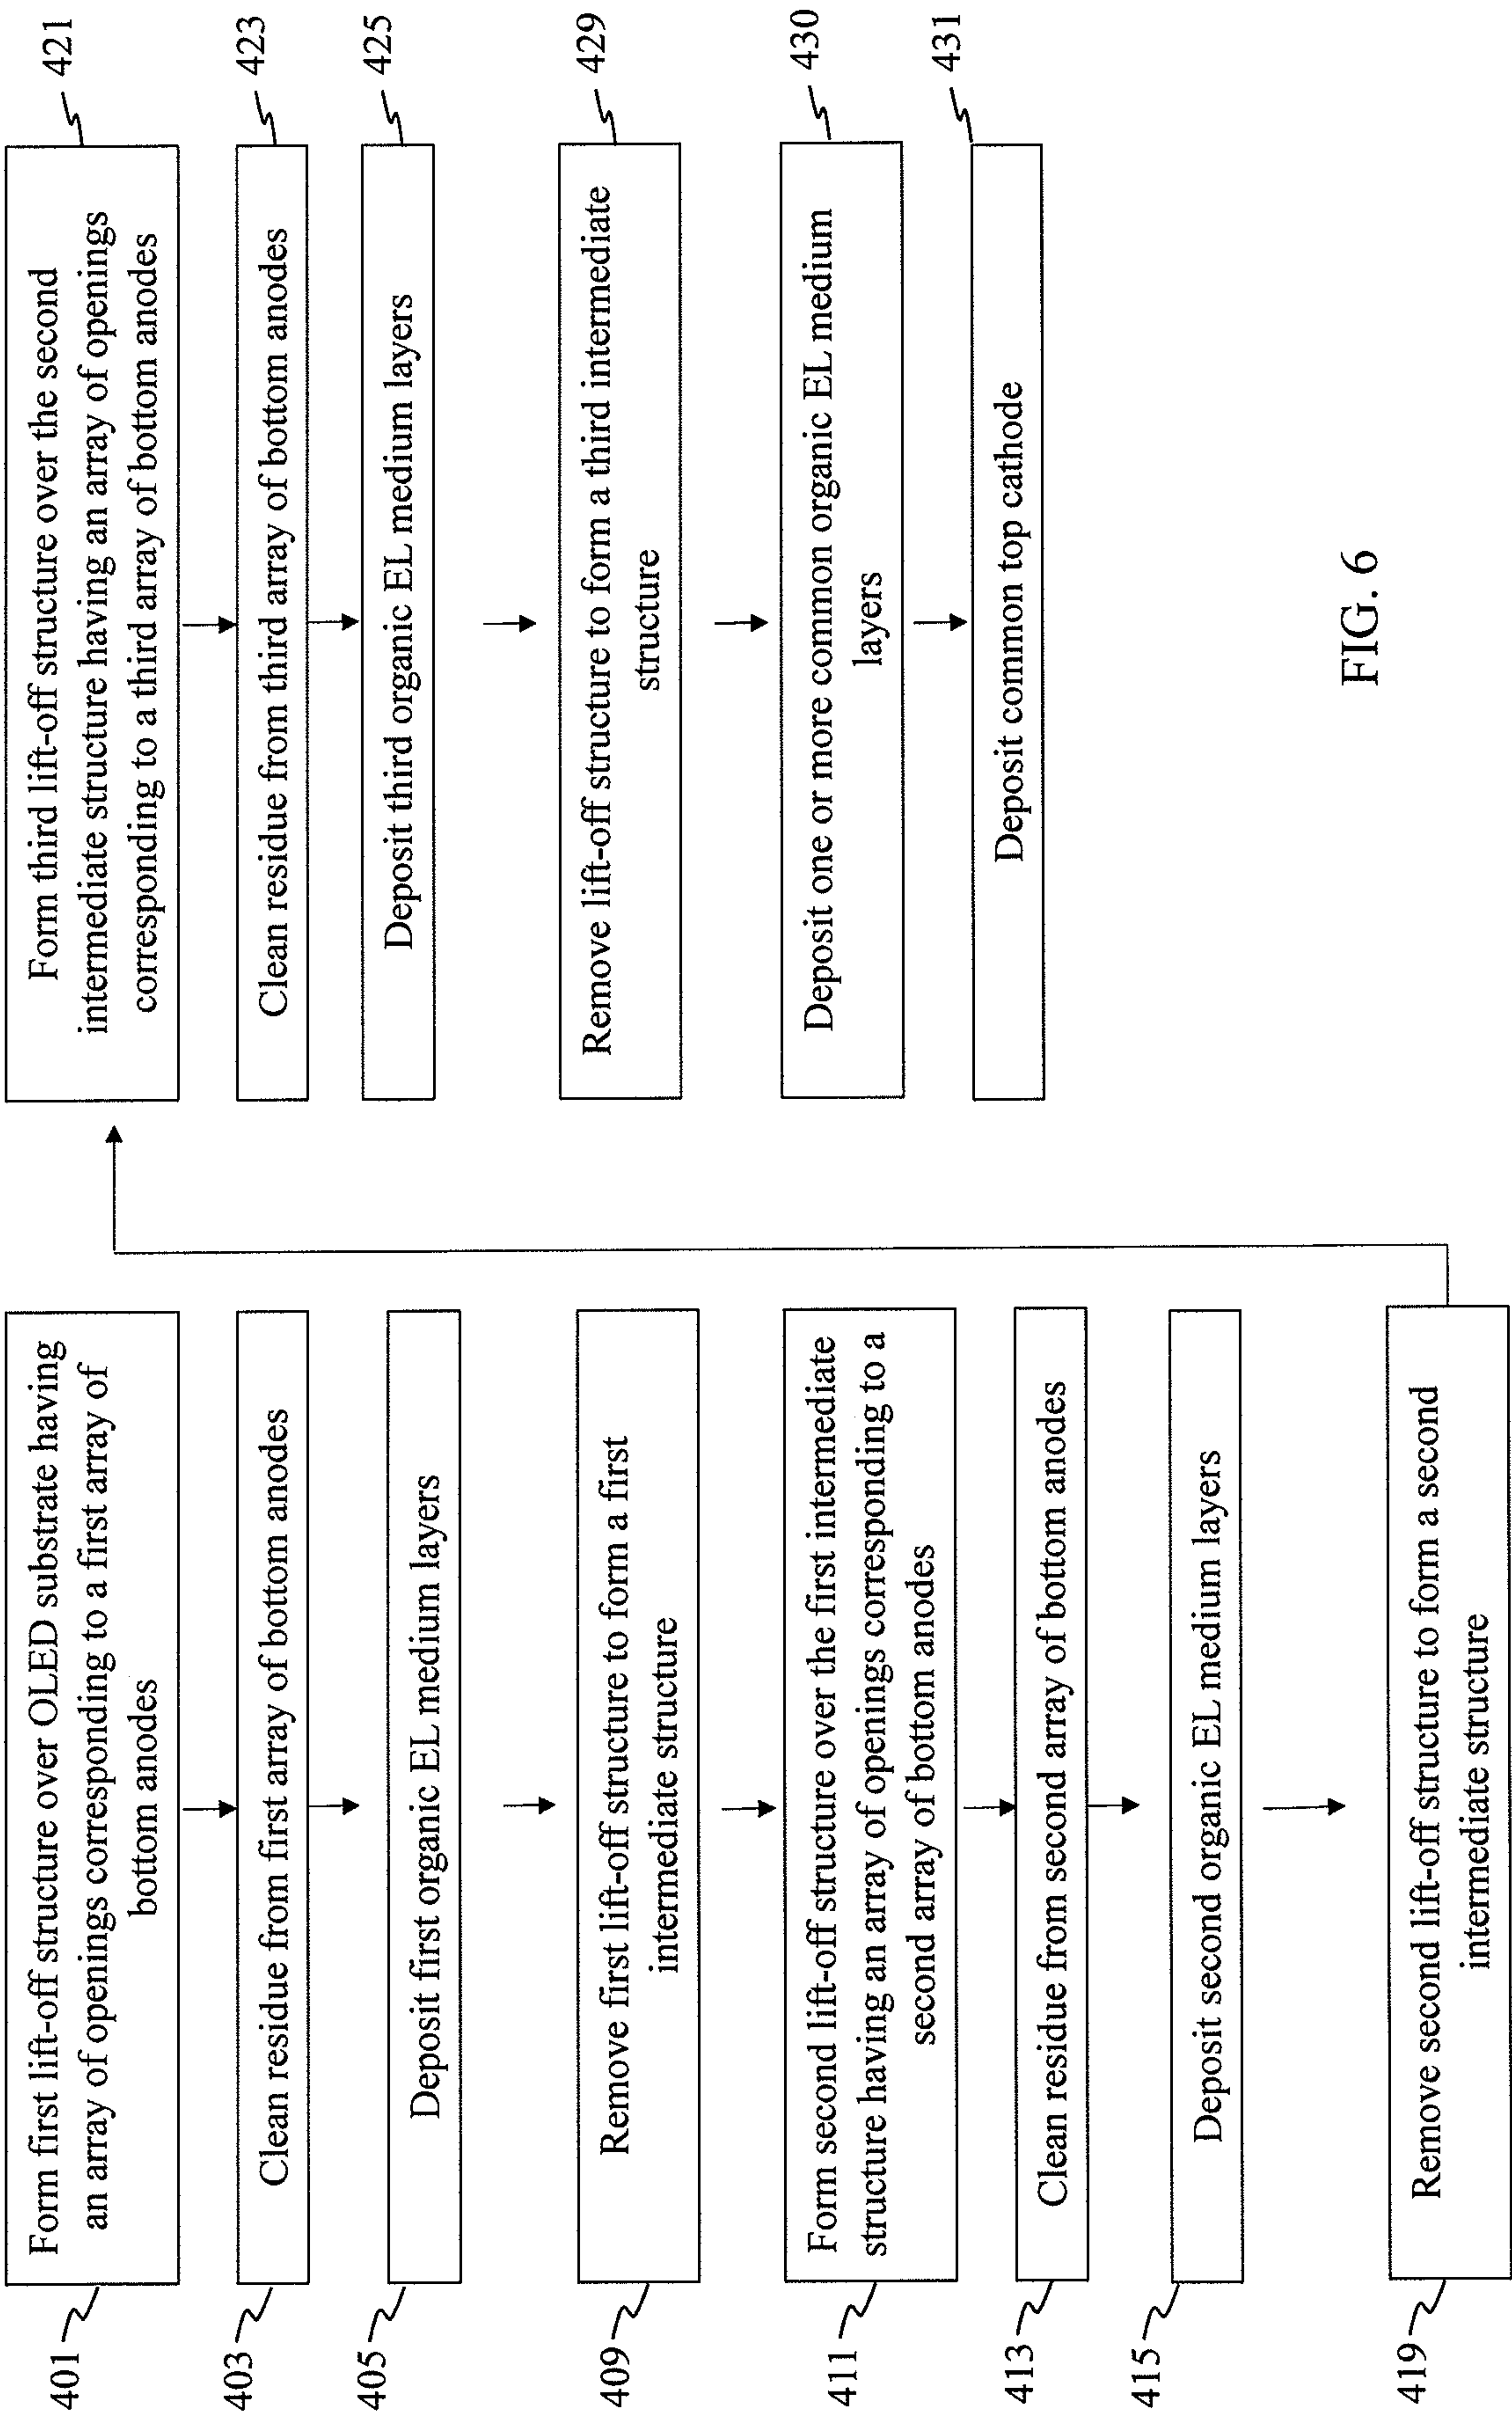 401
Form first lift-off structure over OLED substrate having
an array of openings corresponding to a first array of
bottom anodes
403
Clean residue from first array of bottom anodes
405
Deposit first organic EL medium layers
409
Remove first lift-off structure to form a first
intermediate structure
411
Form second lift-off structure over the first intermediate
structure having an array of openings corresponding to a
second array of bottom anodes
413
Clean residue from second array of bottom anodes
415
Deposit second organic EL medium layers
419
Remove second lift-off structure to form a second
intermediate structure
421
Form third lift-off structure over the second
intermediate structure having an array of openings
corresponding to a third array of bottom anodes
423
Clean residue from third array of bottom anodes
425
Deposit third organic EL medium layers
429
Remove lift-off structure to form a third intermediate
structure
430
Deposit one or more common organic EL medium
layers
431
Deposit common top cathode
FIG. 6